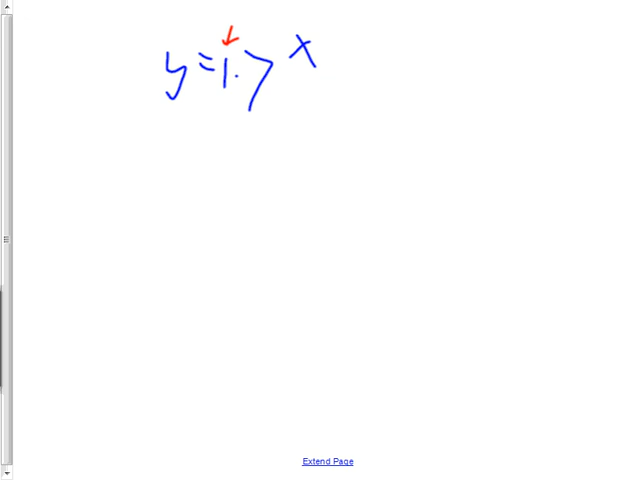 y = 1.7^x
Extend Page